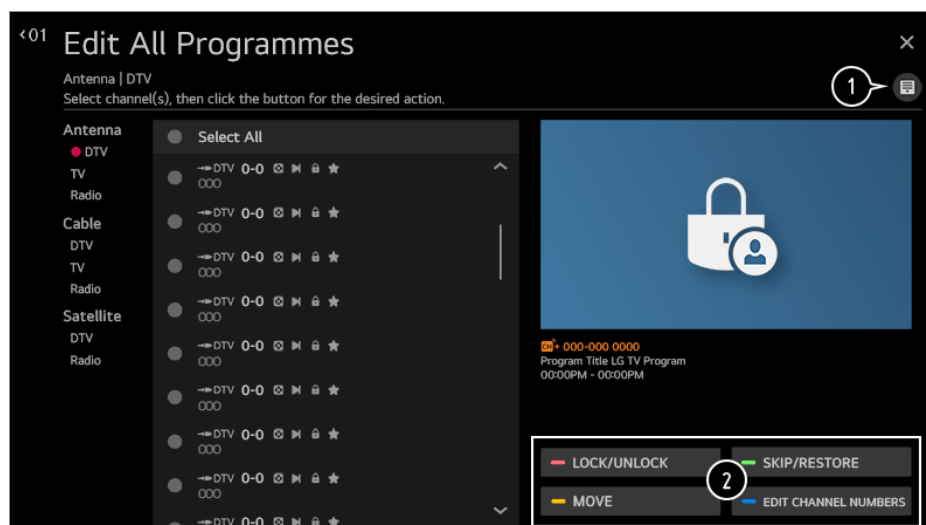 ‹01 Edit All Programmes
Antenna | DTV
Select channel(s), then click the button for the desired action.
1
Antenna
DTV
TV
Radio
Cable
DTV
TV
Radio
Satellite
DTV
Radio
Select All
DTV 0-0
000
DTV 0-0
000
DTV 0-0
000
DTV 0-0
000
DTV 0-0
000
DTV 0-0
000
DTV 0-0
000
DTV 0-0
000
DTV 0-0
CH+ 000-000 0000
Program Title LG TV Program
00:00PM - 00:00PM
LOCK/UNLOCK
SKIP/RESTORE
2
MOVE
EDIT CHANNEL NUMBERS